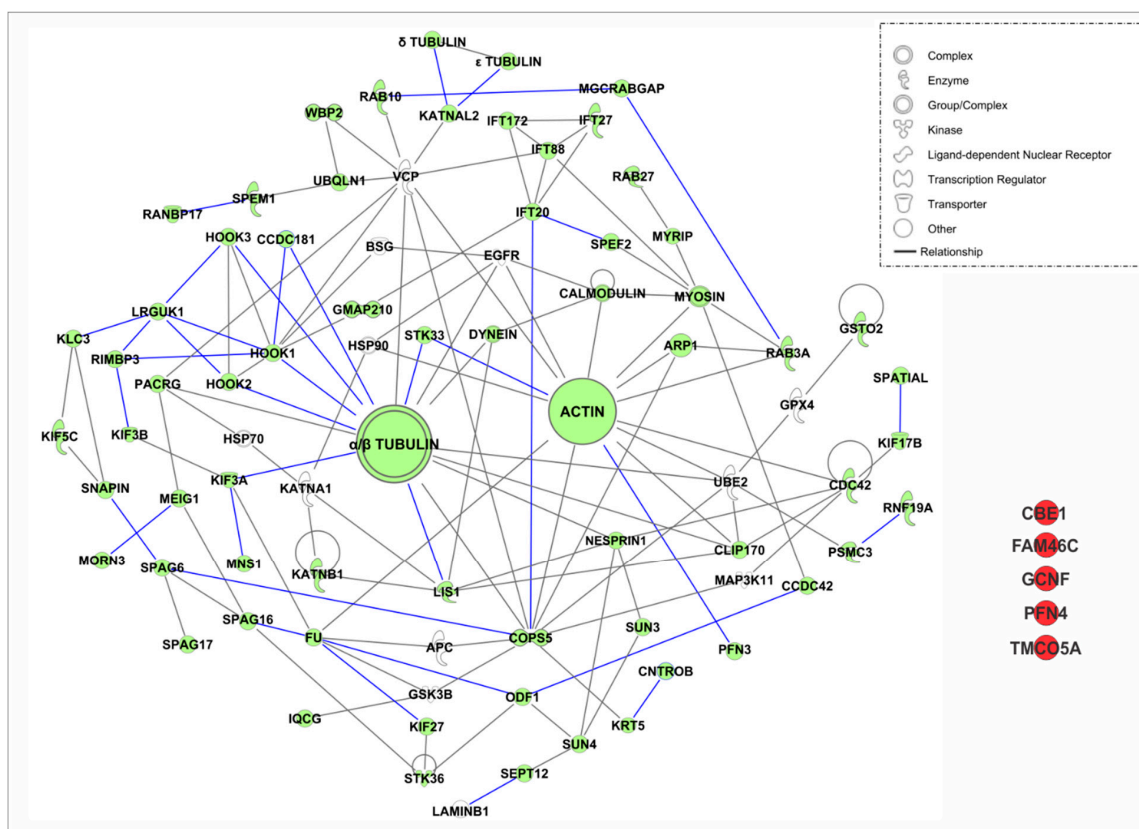 δ TUBULIN
ε TUBULIN
RAB10
MGCRABGAP
WBP2
KATNAL2
IFT172
IFT27
IFT88
VCP
UBQLN1
RAB27
SPEM1
RANBP17
IFT20
HOOK3
CCDC181
BSG
EGFR
SPEF2
MYRIP
CALMODULIN
MYOSIN
LRGUK1
GMAP210
GSTO2
KLC3
STK33
DYNEIN
HSP90
ARP1
RAB3A
RIMBP3
HOOK1
PACRG
HOOK2
SPATIAL
GPX4
ACTIN
KIF5C
KIF3B
HSP70
α/β TUBULIN
KIF17B
SNAPIN
KIF3A
KATNA1
UBE2
CDC42
MEIG1
RNF19A
NESPRIN1
CLIP170
PSMC3
MORN3
MNS1
SPAG6
KATNB1
LIS1
MAP3K11
CCDC42
SPAG16
SPAG17
FU
APC
COPS5
SUN3
PFN3
GSK3B
ODF1
CNTROB
IQCG
KIF27
KRT5
SUN4
STK36
SEPT12
LAMINB1
CBE1
FAM46C
GCNF
PFN4
TMCO5A
Complex
Enzyme
Group/Complex
Kinase
Ligand-dependent Nuclear Receptor
Transcription Regulator
Transporter
Other
Relationship